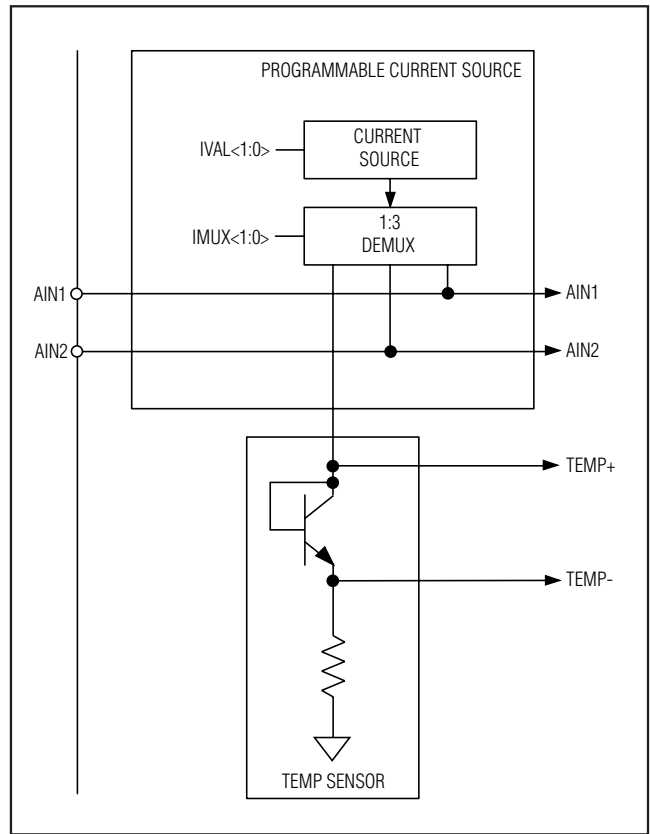 PROGRAMMABLE CURRENT SOURCE
CURRENT
SOURCE
IVAL<1:0>
1:3
DEMUX
IMUX<1:0>
AIN1
AIN1
AIN2
AIN2
TEMP+
TEMP-
TEMP SENSOR